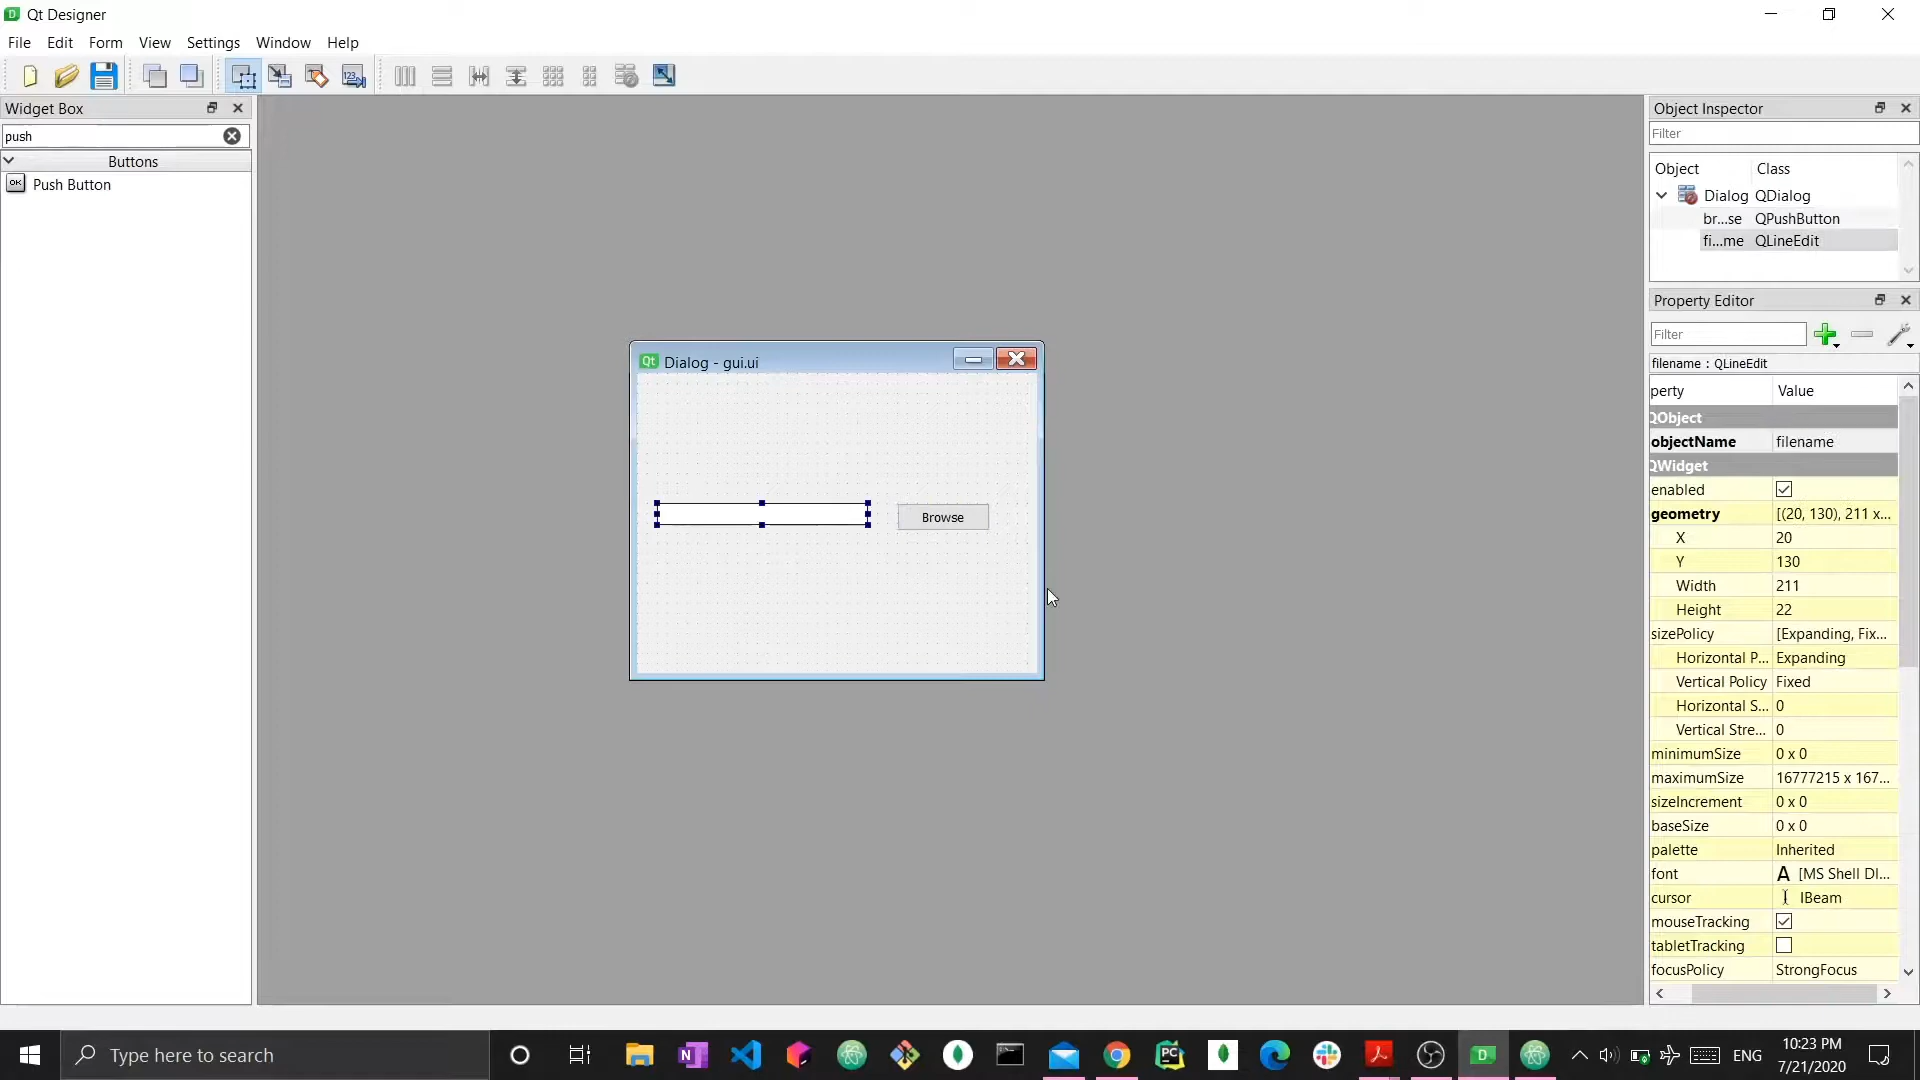 Qt Designer
File Edit Form View Settings Window Help
Widget Box
push
Buttons
OK Push Button
Dialog - gui.ui
Browse
Object Inspector
Filter
Object Class
Dialog QDialog
br...se QPushButton
fi...me QLineEdit
Property Editor
Filter
filename : QLineEdit
perty Value
QObject
objectName filename
QWidget
enabled
geometry [(20, 130), 211 x...
X 20
Y 130
Width 211
Height 22
sizePolicy [Expanding, Fix...
Horizontal P... Expanding
Vertical Policy Fixed
Horizontal S... 0
Vertical Stre... 0
minimumSize 0 x 0
maximumSize 16777215 x 167...
sizeIncrement 0 x 0
baseSize 0 x 0
palette Inherited
font A [MS Shell Dl...
cursor IBeam
mouseTracking
tabletTracking
focusPolicy StrongFocus
Type here to search
ENG
10:23 PM
7/21/2020